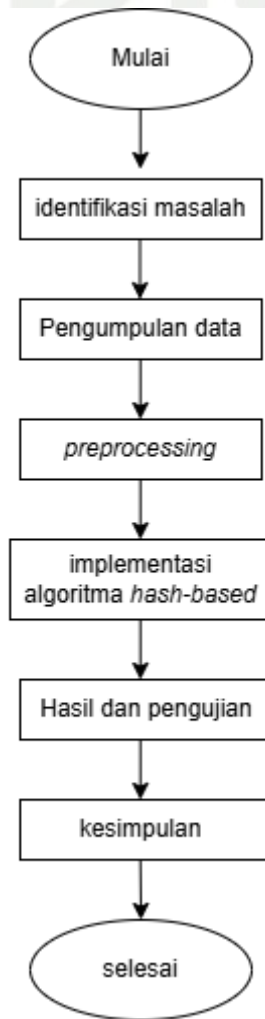 Mulai
identifikasi masalah
Pengumpulan data
preprocessing
implementasi
algoritma hash-based
Hasil dan pengujian
kesimpulan
selesai